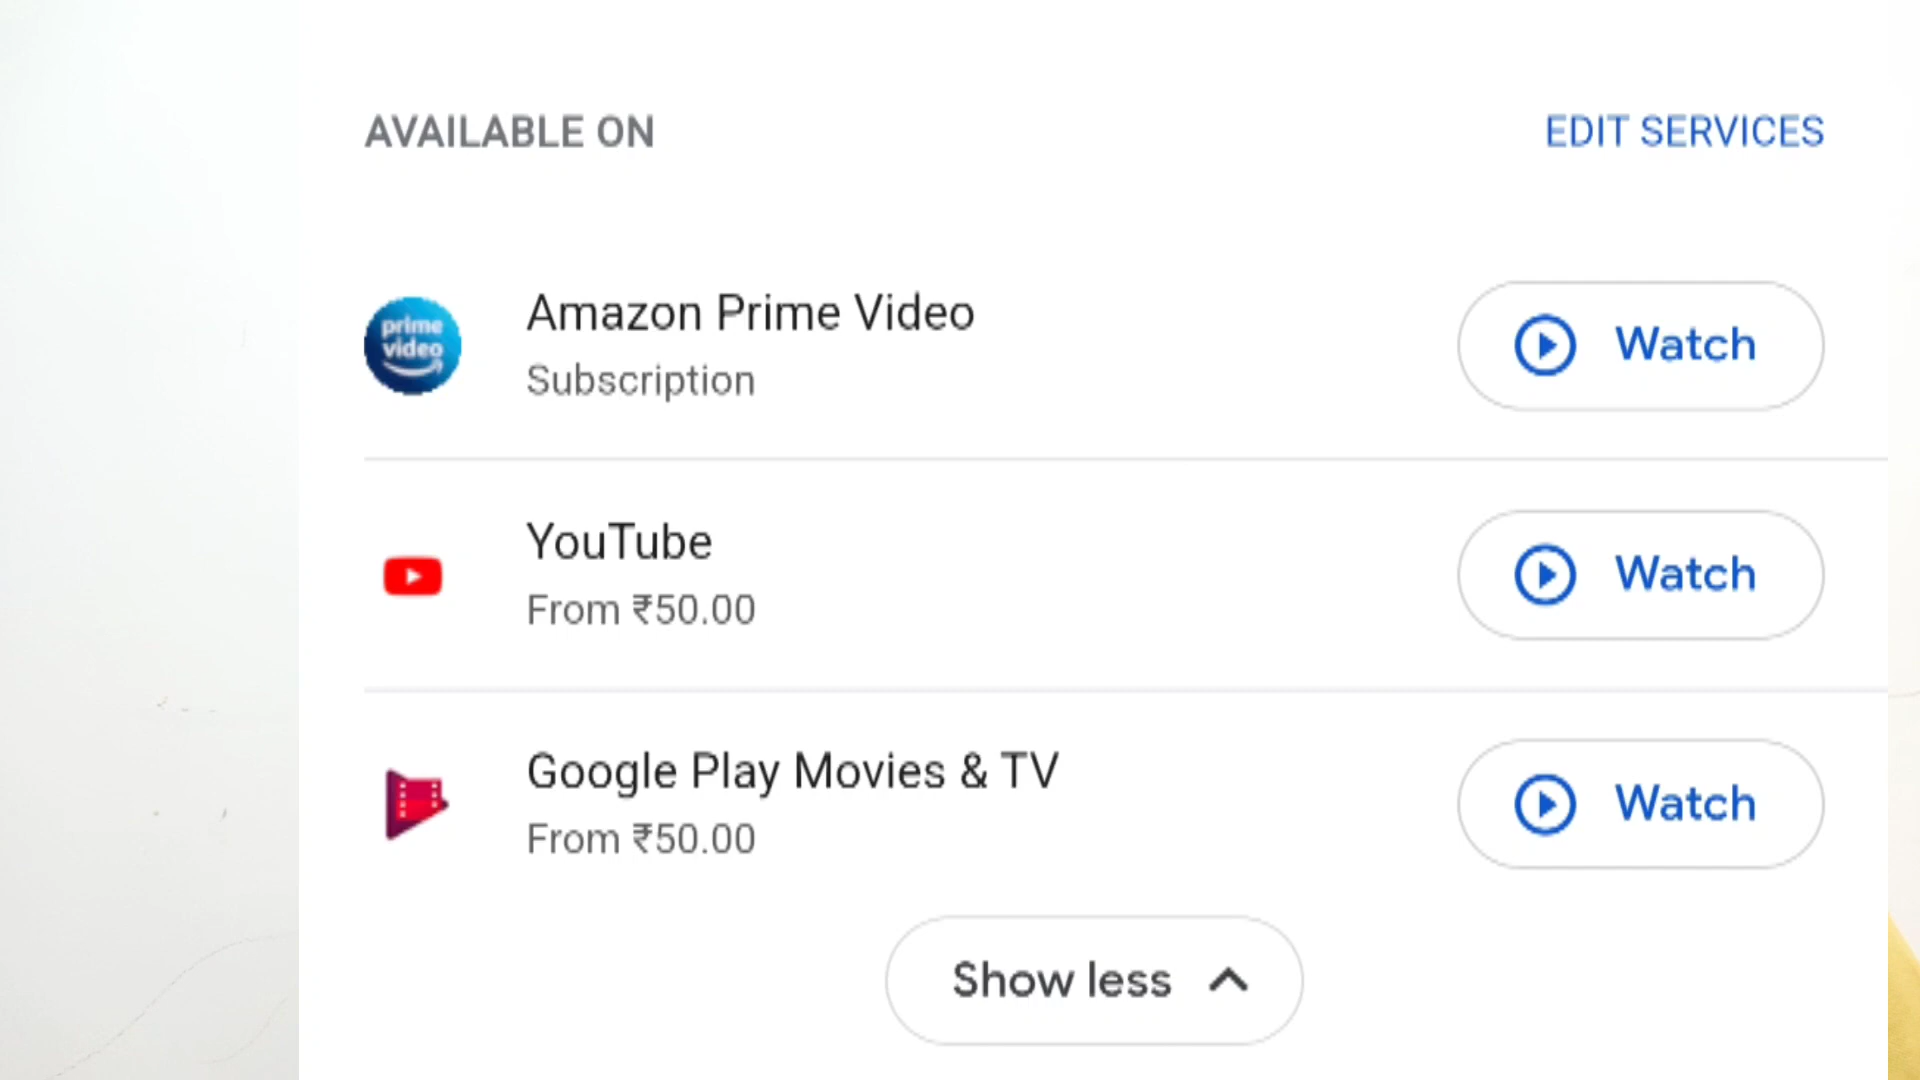 AVAILABLE ON
EDIT SERVICES
prime
video
Amazon Prime Video
Subscription
Watch
YouTube
From ₹50.00
Watch
Google Play Movies & TV
From ₹50.00
Watch
Show less